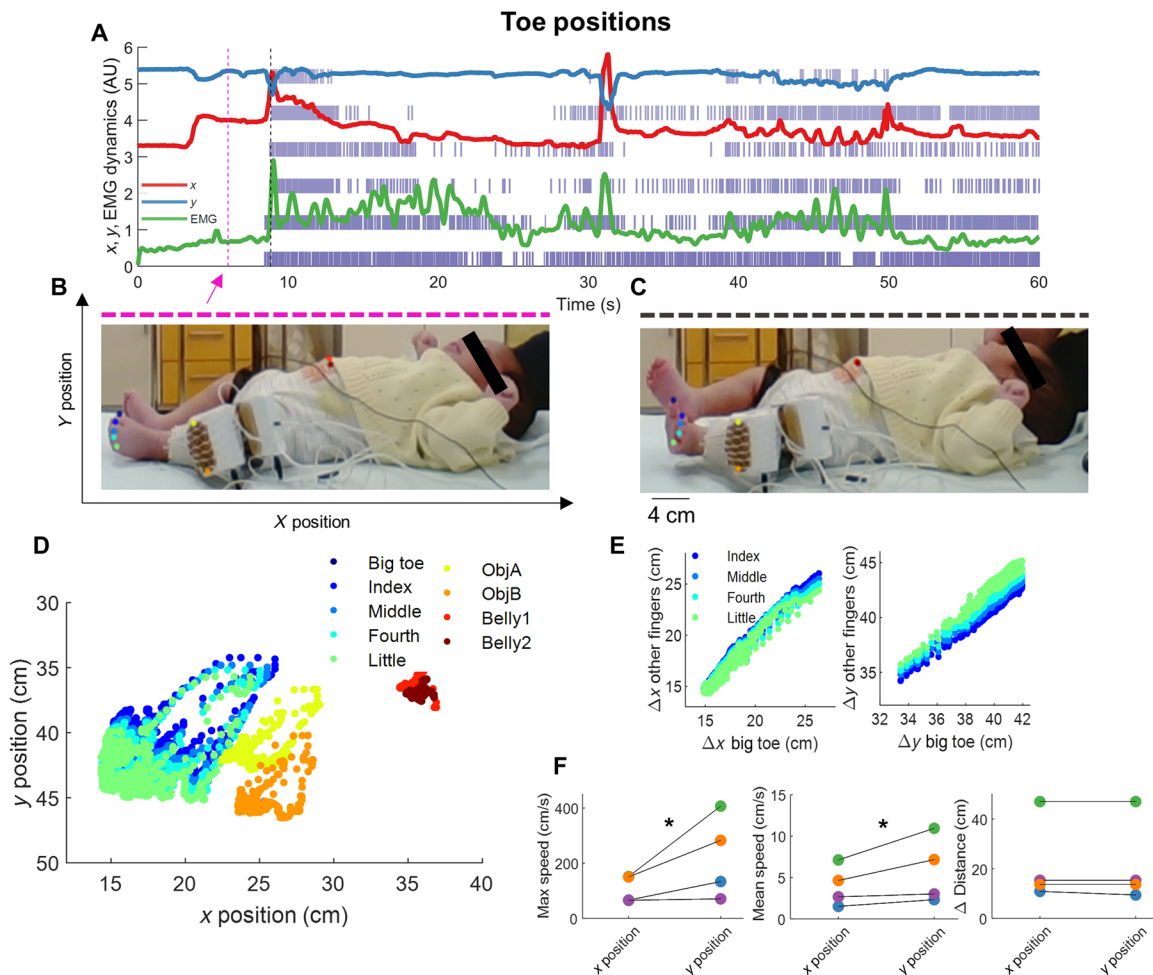 Toe positions
A
x, y, EMG dynamics (AU)
6
5
4
3
2
1
0
x
y
EMG
0
10
20
30
40
50
60
Time (s)
B
Y position
X position
C
4 cm
D
Big toe
Index
Middle
Fourth
Little
ObjA
ObjB
Belly1
Belly2
30
35
40
45
50
y position (cm)
15
20
25
30
35
40
x position (cm)
E
Δx other fingers (cm)
25
20
15
Index
Middle
Fourth
Little
15
20
25
Δx big toe (cm)
Δy other fingers (cm)
45
40
35
32
34
36
38
40
42
Δy big toe (cm)
F
Max speed (cm/s)
400
200
0
*
x position
y position
Mean speed (cm/s)
15
10
5
0
*
x position
y position
Δ Distance (cm)
40
20
0
x position
y position